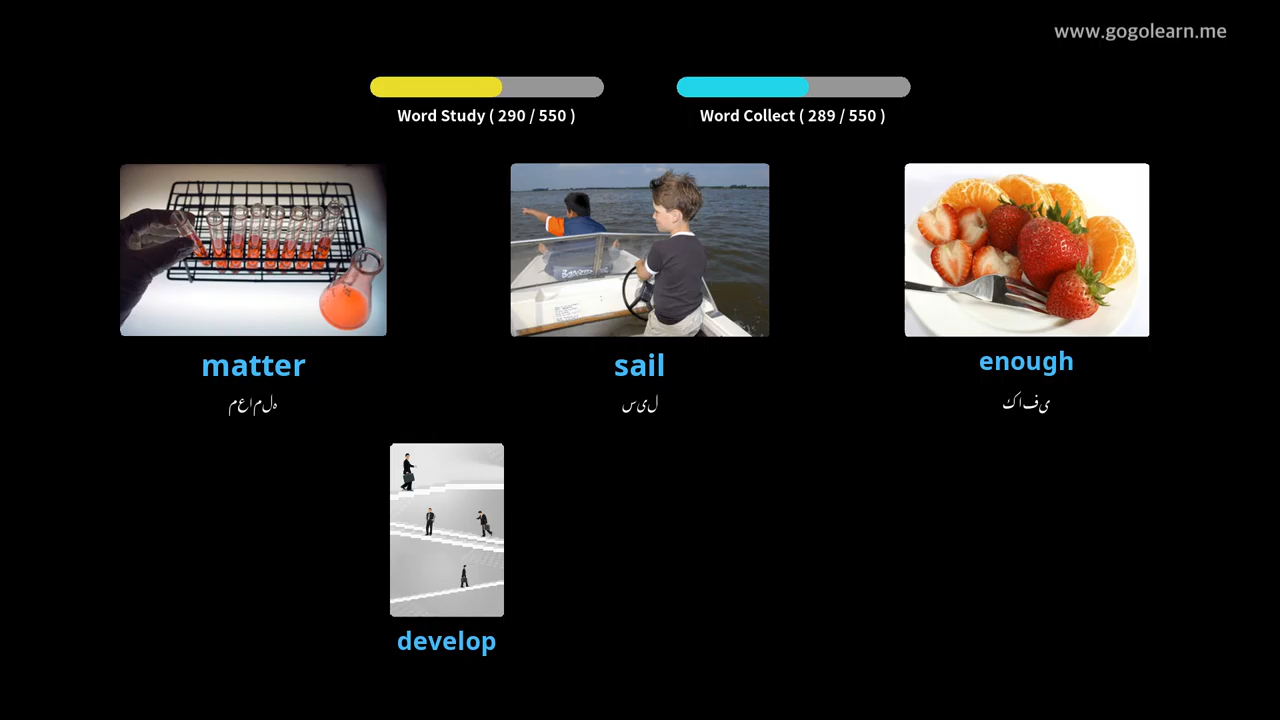 www.gogolearn.me
Word Study ( 290 / 550 )
Word Collect ( 289 / 550 )
matter
معاملہ
sail
سیل
enough
کافی
develop